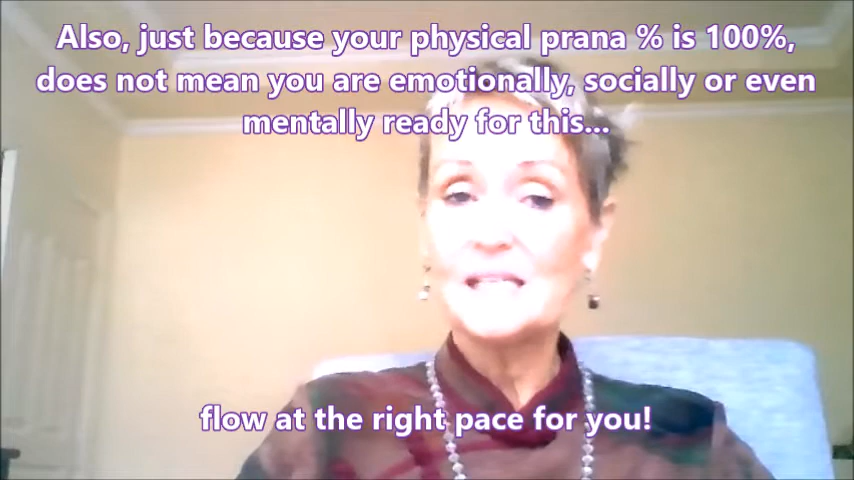 Also, just because your physical prana % is 100%,
does not mean you are emotionally, socially or even
mentally ready for this...
flow at the right pace for you!